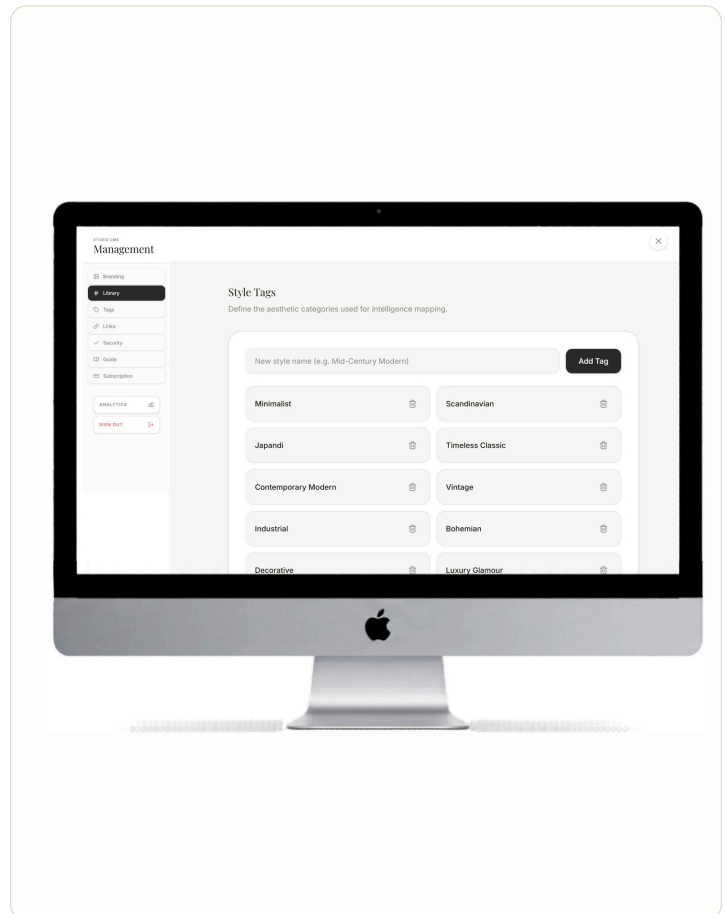 STUDIO CMS
Management
Branding
Library
Tags
Links
Security
Guide
Subscription
ANALYTICS
SIGN OUT
Style Tags
Define the aesthetic categories used for intelligence mapping.
New style name (e.g. Mid-Century Modern)
Add Tag
Minimalist
Scandinavian
Japandi
Timeless Classic
Contemporary Modern
Vintage
Industrial
Bohemian
Decorative
Luxury Glamour